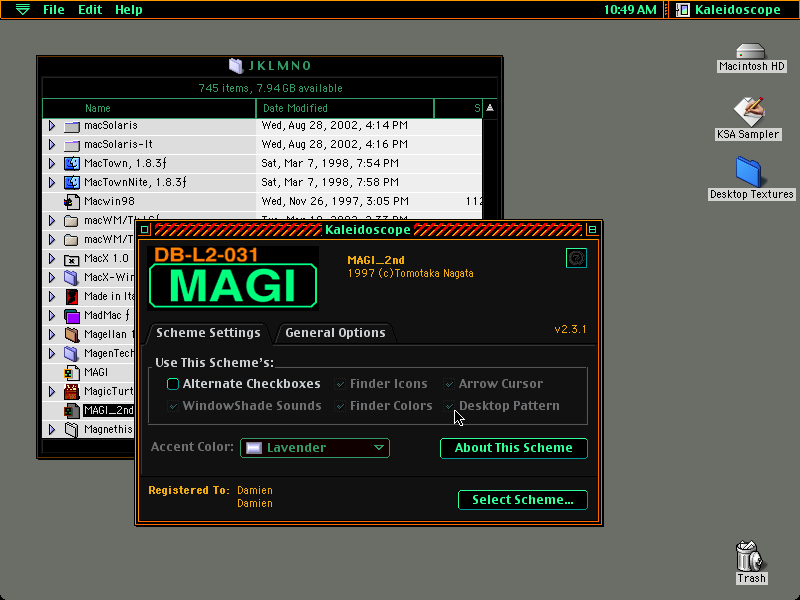 File Edit Help
10:49 AM Kaleidoscope
JKLMNO
745 items, 7.94 GB available
Name Date Modified S
macSolaris Wed, Aug 28, 2002, 4:14 PM
macSolaris-lt Wed, Aug 28, 2002, 4:16 PM
MacTown, 1.8.3ƒ Sat, Mar 7, 1998, 7:54 PM
MacTownNite, 1.8.3ƒ Sat, Mar 7, 1998, 7:58 PM
Macwin98 Wed, Nov 26, 1997, 3:05 PM 112
macWM/
macWM/T
MacX 1.0
MacX-Win
Made in Ita
MadMac ƒ
Magellan 1
MagenTech
MAGI
MagicTurt
MAGI_2nd
Magnethis
Kaleidoscope
DB-L2-031
MAGI
MAGI_2nd
1997 (c)Tomotaka Nagata
v2.3.1
Scheme Settings General Options
Use This Scheme's:
Alternate Checkboxes Finder Icons Arrow Cursor
WindowShade Sounds Finder Colors Desktop Pattern
Accent Color: Lavender
About This Scheme
Registered To: Damien
Damien
Select Scheme...
Macintosh HD
KSA Sampler
Desktop Textures
Trash